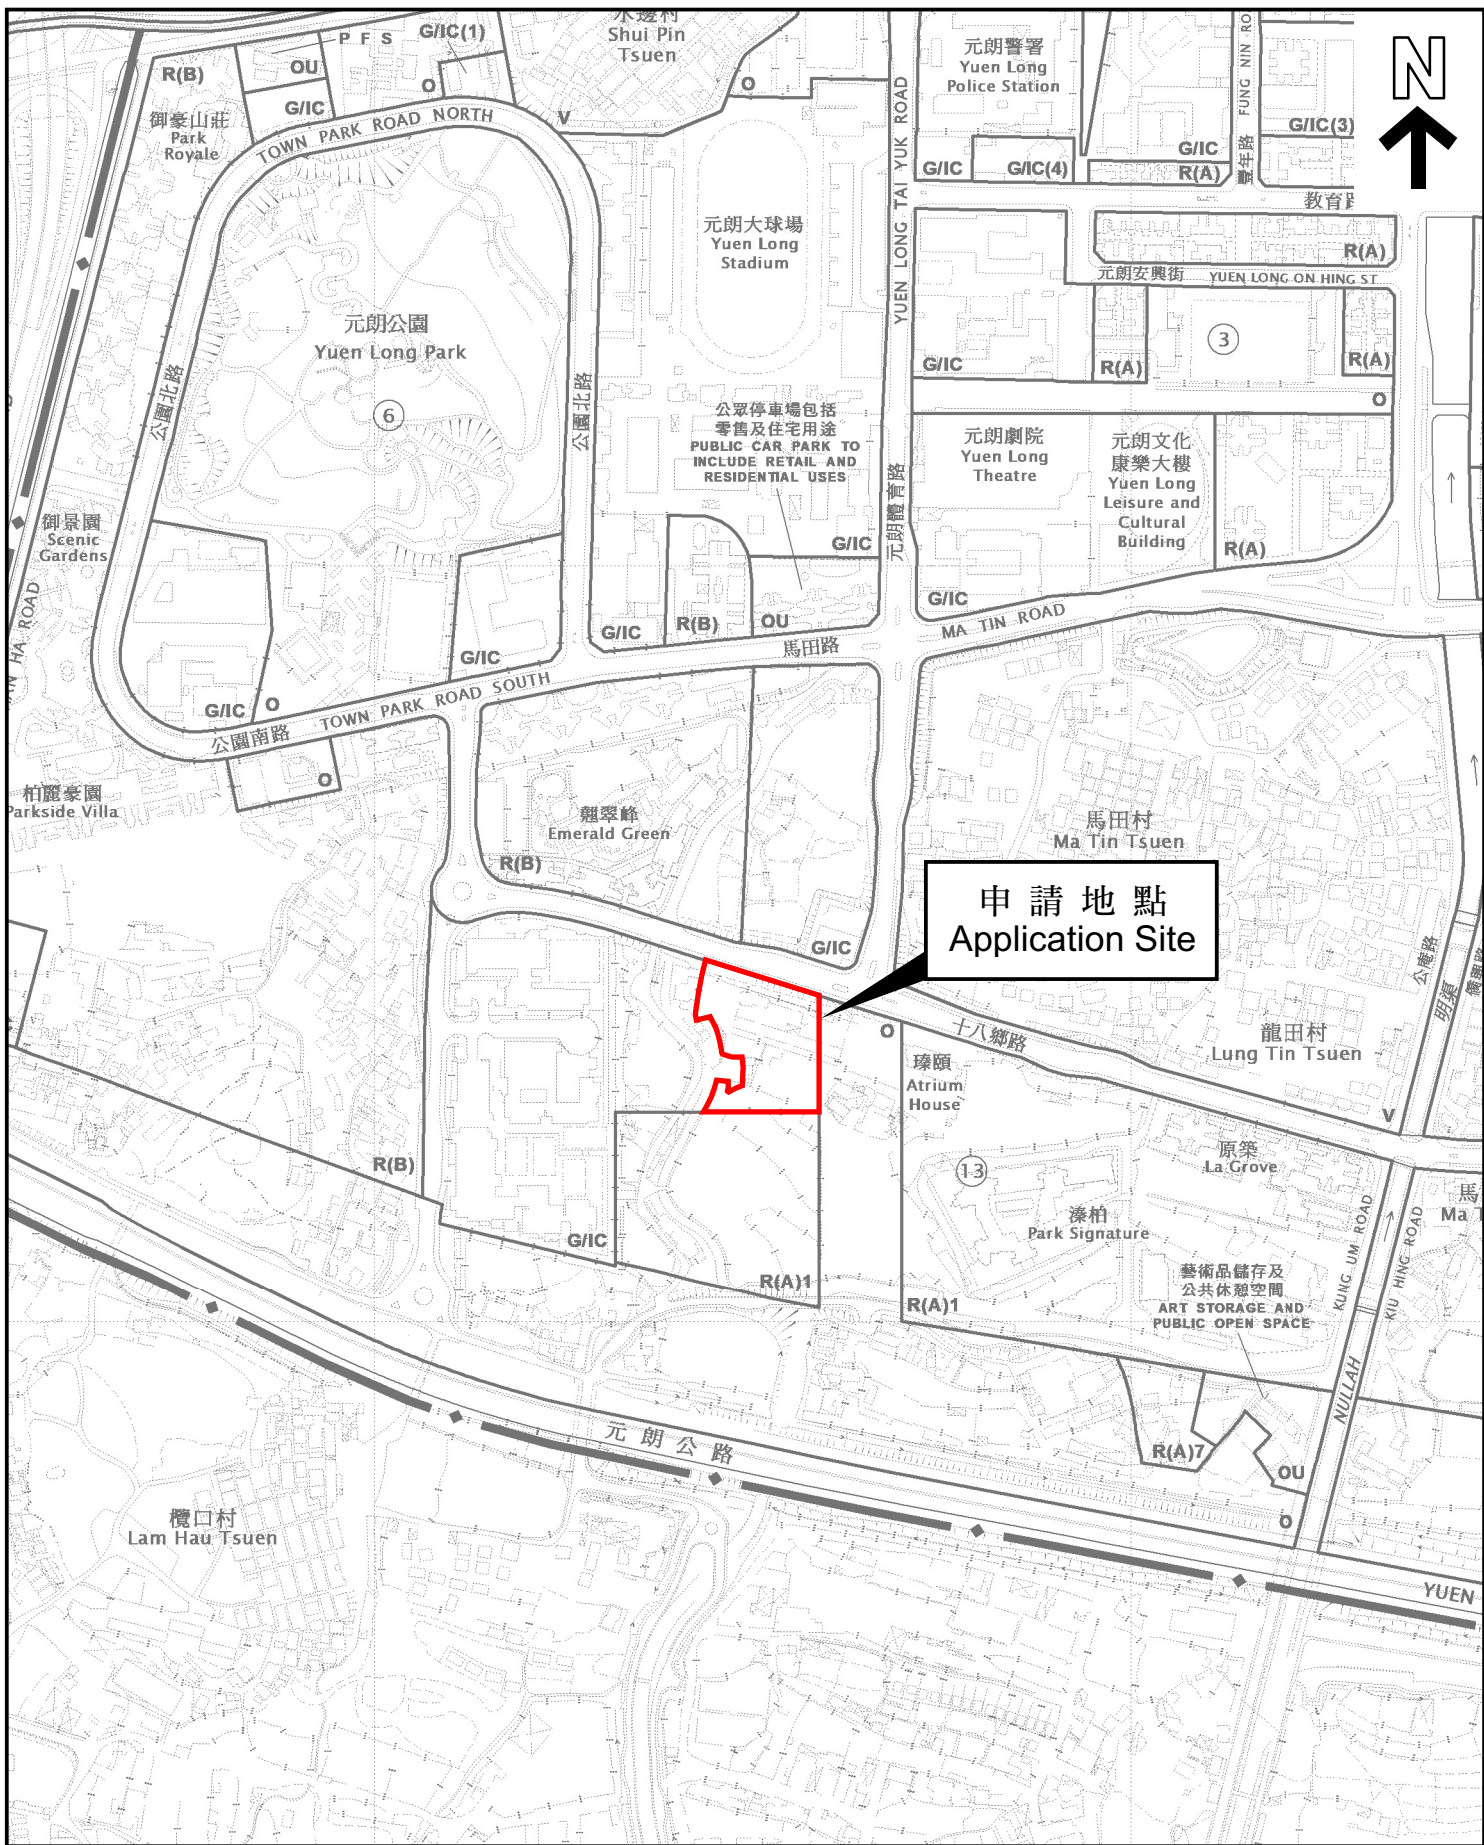 水邊村
Shui Pin
Tsuen
P F S
G/IC(1)
R(B)
OU
O
G/IC
御豪山莊
Park
Royale
TOWN PARK ROAD NORTH
V
O
元朗警署
Yuen Long
Police Station
YUEN LONG TAI YUK ROAD
FUNG NIN RO
豐年路
N
G/IC(3)
G/IC
G/IC
G/IC(4)
R(A)
教育
元朗大球場
Yuen Long
Stadium
R(A)
元朗安興街
YUEN LONG ON HING ST
元朗公園
Yuen Long Park
3
G/IC
R(A)
R(A)
公園北路
公園北路
6
O
公眾停車場包括
零售及住宅用途
PUBLIC CAR PARK TO
INCLUDE RETAIL AND
RESIDENTIAL USES
元朗劇院
Yuen Long
Theatre
元朗文化
康樂大樓
Yuen Long
Leisure and
Cultural
Building
元朗體育路
御景園
Scenic
Gardens
G/IC
R(A)
HA ROAD
G/IC
R(B)
OU
G/IC
MA TIN ROAD
馬田路
G/IC
G/IC
O
公園南路
TOWN PARK ROAD SOUTH
O
柏麗豪園
Parkside Villa
翹翠峰
Emerald Green
馬田村
Ma Tin Tsuen
R(B)
申請地點
Application Site
G/IC
公庵路
明渠
O
十八鄉路
龍田村
Lung Tin Tsuen
瑧頤
Atrium
House
V
R(B)
13
原築
La Grove
馬
Ma T
溱柏
Park Signature
KUNG UM ROAD
KIU HING ROAD
G/IC
R(A)1
R(A)1
藝術品儲存及
公共休憩空間
ART STORAGE AND
PUBLIC OPEN SPACE
NULLAH
元朗公路
R(A)7
OU
O
欖口村
Lam Hau Tsuen
YUEN